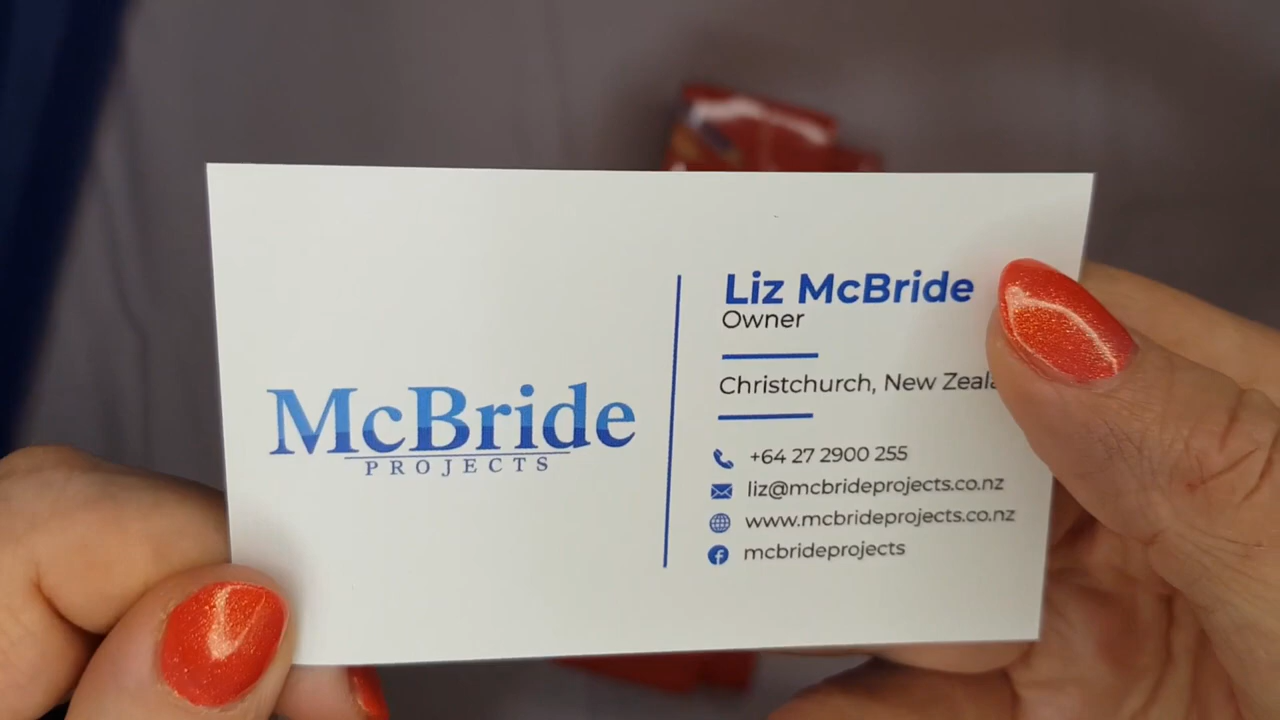 McBride
PROJECTS
Liz McBride
Owner
Christchurch, New
+64 27 2900 255
liz@mcbrideprojects.co.nz
www.mcbrideprojects.co.nz
mcbrideprojects